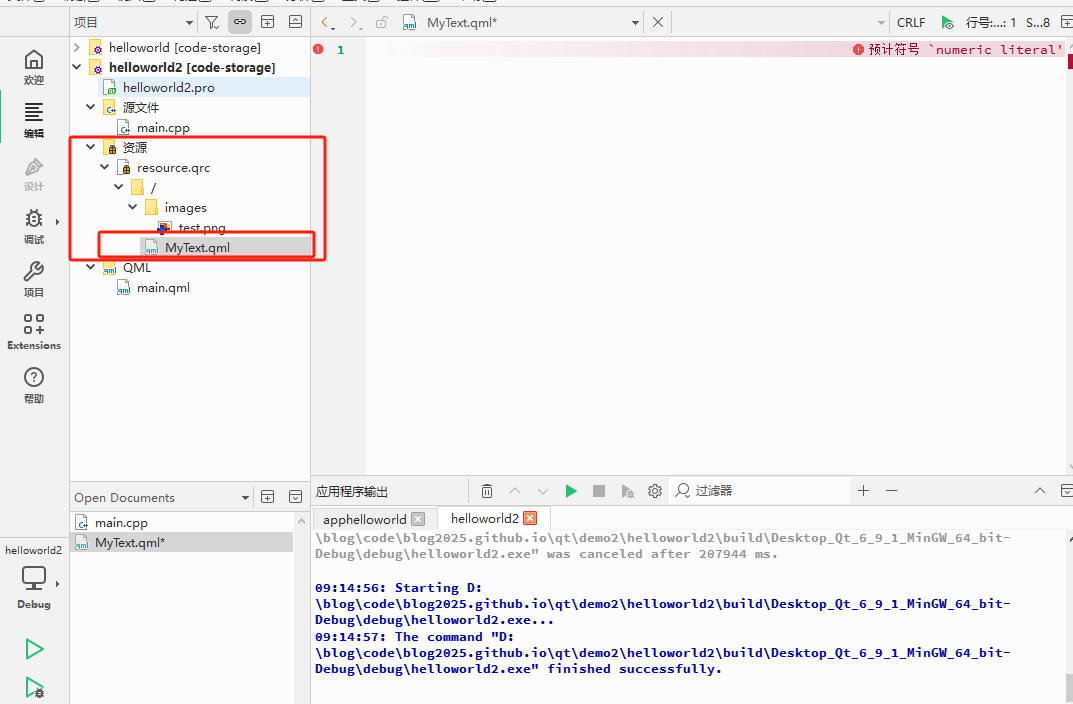 项目
MyText.qml*
CRLF
行号:...: 1
S...8
欢迎
编辑
设计
调试
项目
Extensions
帮助
helloworld2
Debug
helloworld [code-storage]
helloworld2 [code-storage]
helloworld2.pro
源文件
main.cpp
资源
resource.qrc
/
images
test.png
MyText.qml
QML
main.qml
1
预计符号 `numeric literal'
Open Documents
main.cpp
MyText.qml*
应用程序输出
过滤器
apphelloworld
helloworld2
\blog\code\blog2025.github.io\qt\demo2\helloworld2\build\Desktop_Qt_6_9_1_MinGW_64_bit-
Debug\debug\helloworld2.exe" was canceled after 207944 ms.
09:14:56: Starting D:
\blog\code\blog2025.github.io\qt\demo2\helloworld2\build\Desktop_Qt_6_9_1_MinGW_64_bit-
Debug\debug\helloworld2.exe...
09:14:57: The command "D:
\blog\code\blog2025.github.io\qt\demo2\helloworld2\build\Desktop_Qt_6_9_1_MinGW_64_bit-
Debug\debug\helloworld2.exe" finished successfully.